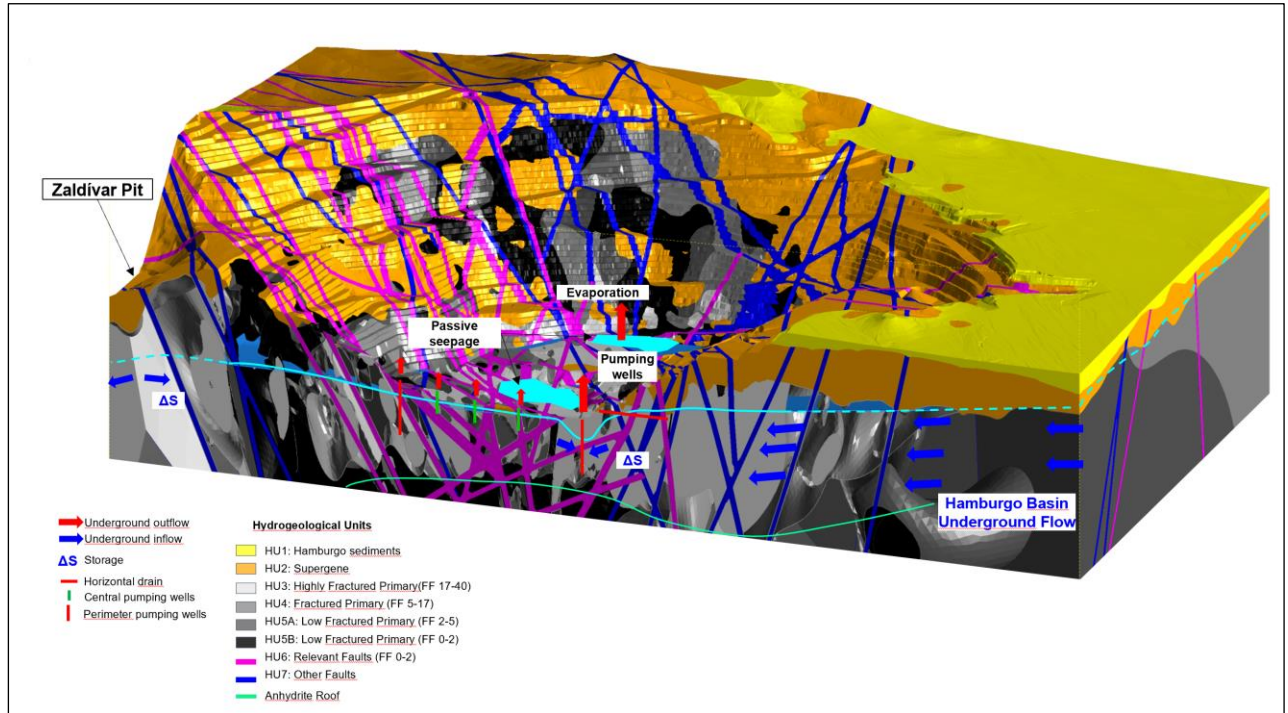 Zaldívar Pit
Evaporation
Passive
seepage
Pumping
wells
ΔS
ΔS
Hamburgo Basin
Underground Flow
Underground outflow
Underground inflow
ΔS Storage
Horizontal drain
Central pumping wells
Perimeter pumping wells
Hydrogeological Units
HU1: Hamburgo sediments
HU2: Supergene
HU3: Highly Fractured Primary(FF 17-40)
HU4: Fractured Primary (FF 5-17)
HU5A: Low Fractured Primary (FF 2-5)
HU5B: Low Fractured Primary (FF 0-2)
HU6: Relevant Faults (FF 0-2)
HU7: Other Faults
Anhydrite Roof